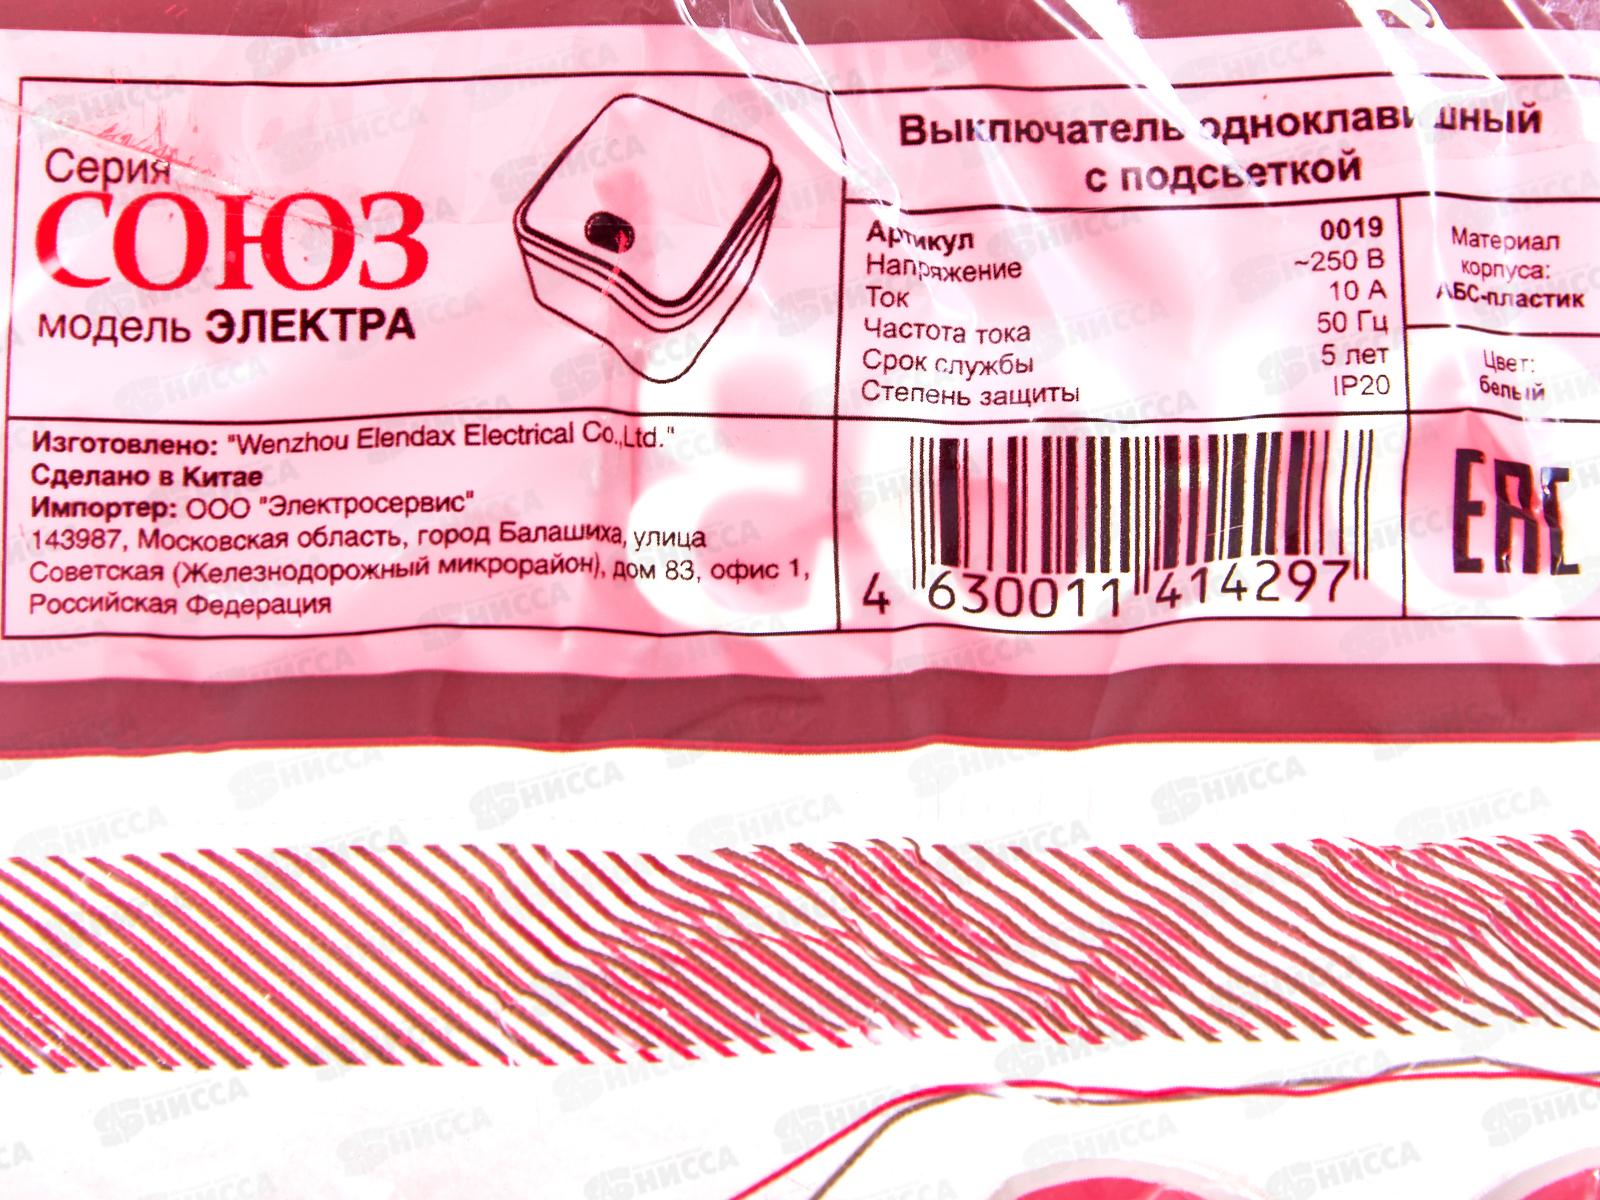 Серия
СОЮЗ
модель ЭЛЕКТРА
Выключатель одноклавишный
с подсветкой
Артикул 0019
Напряжение ~250 В
Ток 10 А
Частота тока 50 Гц
Срок службы 5 лет
Степень защиты IP20
Материал
корпуса:
АБС-пластик
Цвет:
белый
Изготовлено: "Wenzhou Elendax Electrical Co.,Ltd."
Сделано в Китае
Импортер: ООО "Электросервис"
143987, Московская область, город Балашиха, улица
Советская (Железнодорожный микрорайон), дом 83, офис 1,
Российская Федерация
4 630011 414297
EAC